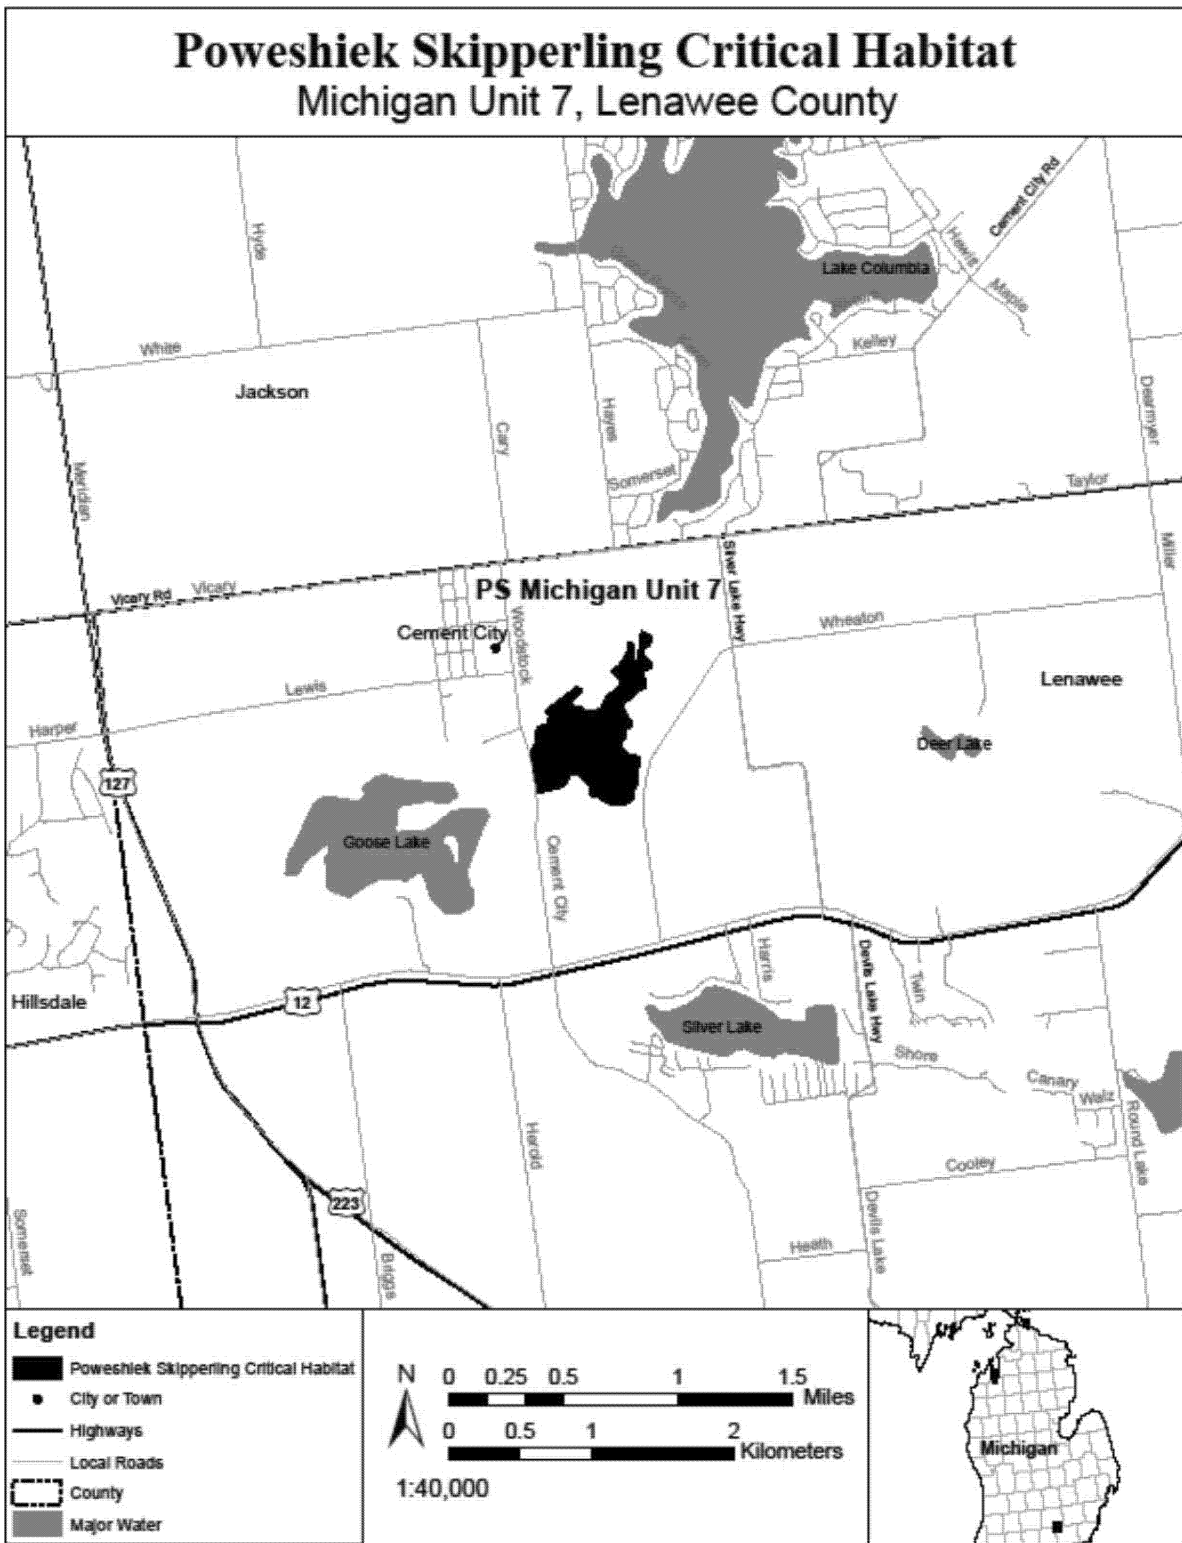 Poweshiek Skipperling Critical Habitat
Michigan Unit 7, Lenawee County
Cement City Rd
Hyde
Hewitt
Lake Columbia
Maple
White
Kelley
Jackson
Dearmyer
Hayes
Cary
Meridian
Somerset
Taylor
Silver Lake Hwy
Miller
Vicary Rd
Vicary
PS Michigan Unit 7
Woodstock
Wheaton
Cement City
Lewis
Lenawee
Harper
Deer Lake
127
Goose Lake
Cement City
Harris
Devils Lake Hwy
Twin
Hillsdale
12
Silver Lake
Shore
Canary
Walz
Round Lake
Harold
Cooley
223
Somerset
Briggs
Heath
Devils Lake
Legend
Poweshiek Skipperling Critical Habitat
City or Town
Highways
Local Roads
County
Major Water
N
0 0.25 0.5 1 1.5
Miles
0 0.5 1 2
Kilometers
1:40,000
Michigan